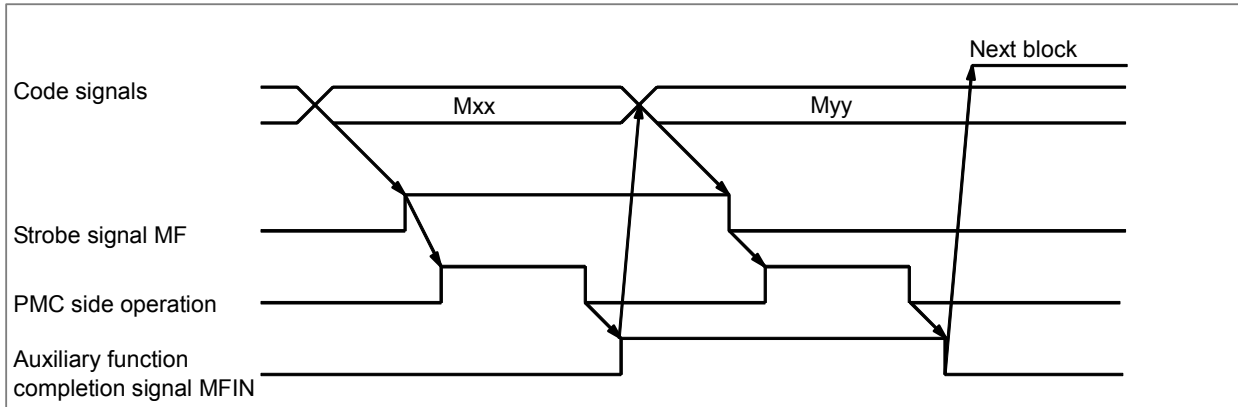 Next block
Code signals
Mxx
Myy
Strobe signal MF
PMC side operation
Auxiliary function
completion signal MFIN